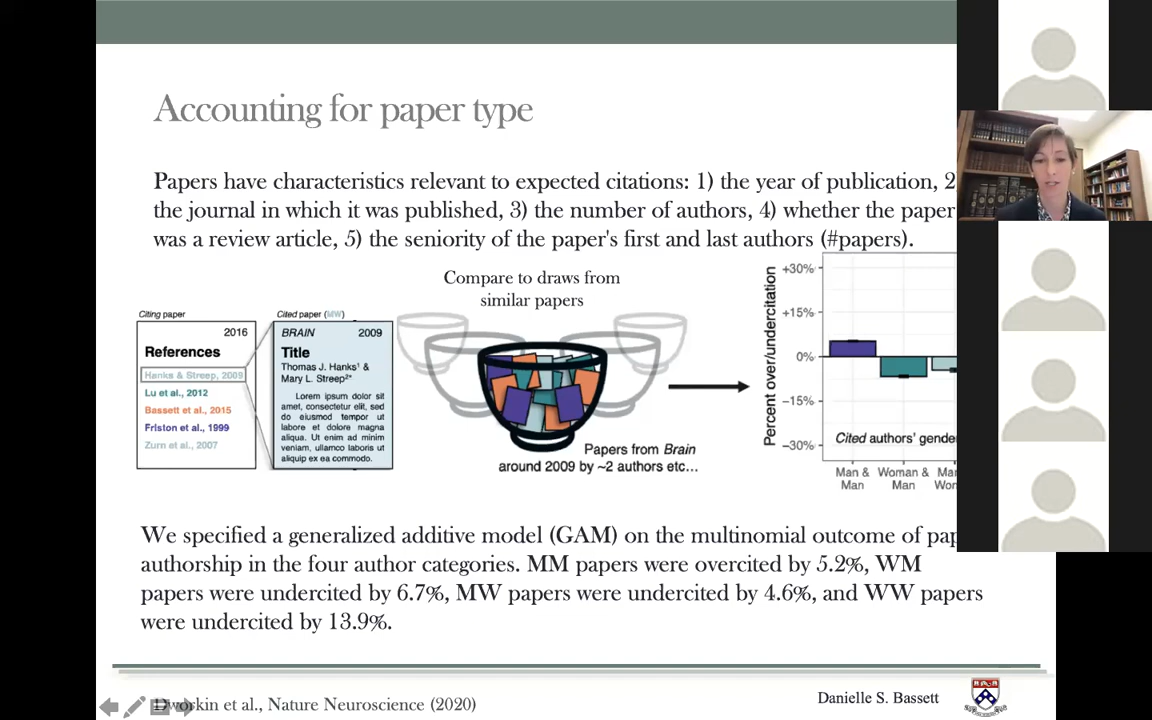 Accounting for paper type
Papers have characteristics relevant to expected citations: 1) the year of publication, 2
the journal in which it was published, 3) the number of authors, 4) whether the paper
was a review article, 5) the seniority of the paper's first and last authors (#papers).
Compare to draws from
similar papers
Citing paper
2016
References
Hanks & Streep, 2009
Lu et al., 2012
Bassett et al., 2015
Friston et al., 1999
Zurn et al., 2007
Cited paper (MW)
BRAIN 2009
Title
Thomas J. Hanks¹ &
Mary L. Streep²*
Lorem ipsum dolor sit
amet, consectetur elit, sed
do eiusmod tempor ut
labore et dolore magna
aliqua. Ut enim ad minim
veniam, ullamco laboris ut
aliquip ex ea commodo.
Papers from Brain
around 2009 by ~2 authors etc...
Percent over/undercitation
+30%
+15%
0%
−15%
−30%
Cited authors' gende
Man & Woman & Ma
Man Man Wor
We specified a generalized additive model (GAM) on the multinomial outcome of pap
authorship in the four author categories. MM papers were overcited by 5.2%, WM
papers were undercited by 6.7%, MW papers were undercited by 4.6%, and WW papers
were undercited by 13.9%.
Dworkin et al., Nature Neuroscience (2020)
Danielle S. Bassett